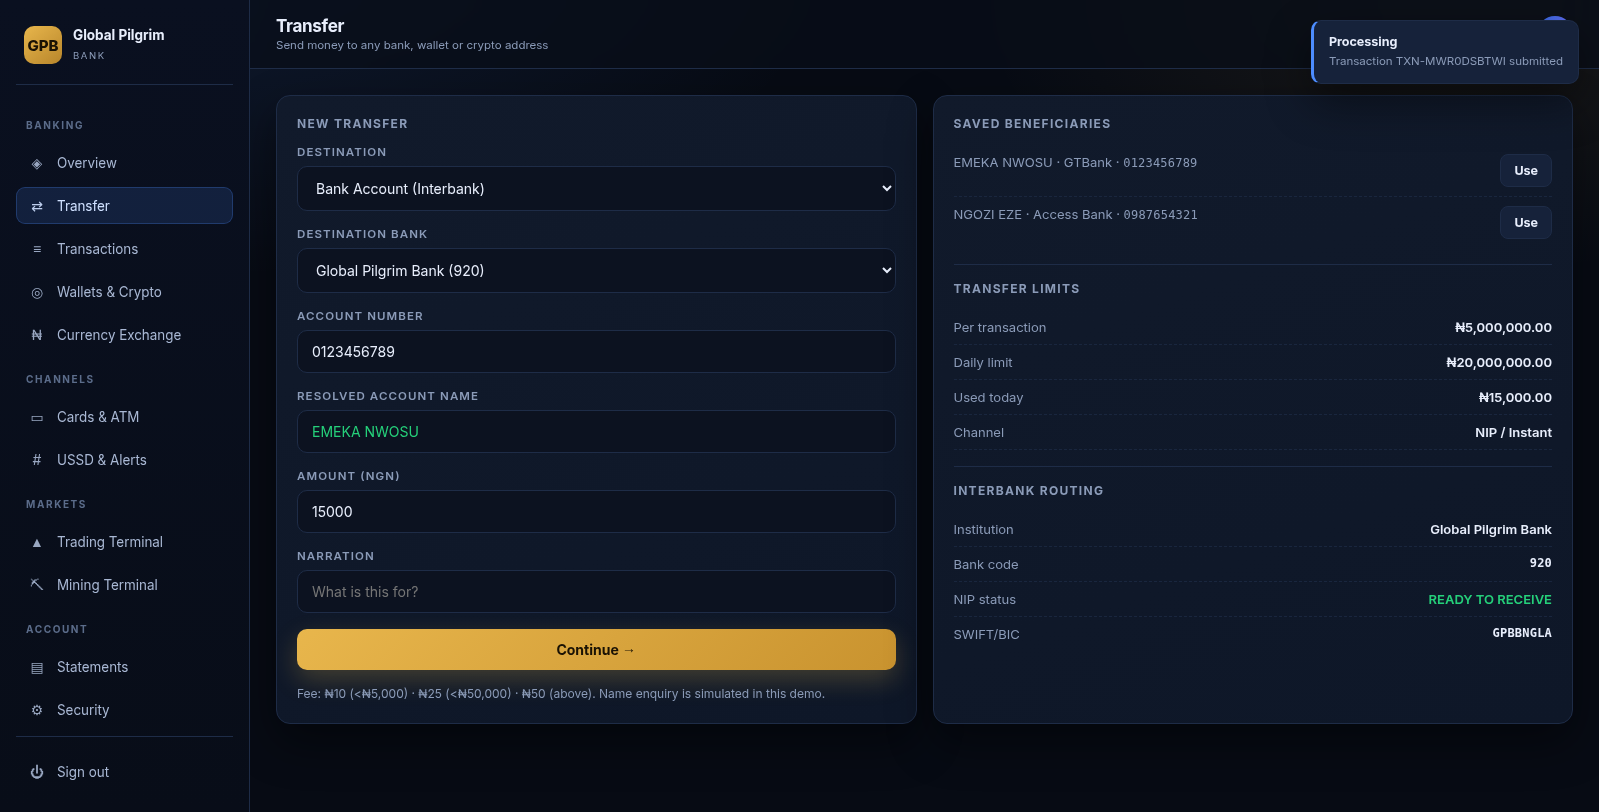 GPB
Global Pilgrim
BANK
BANKING
Overview
Transfer
Transactions
Wallets & Crypto
₦ Currency Exchange
CHANNELS
Cards & ATM
# USSD & Alerts
MARKETS
Trading Terminal
Mining Terminal
ACCOUNT
Statements
Security
Sign out
Transfer
Send money to any bank, wallet or crypto address
Processing
Transaction TXN-MWR0DSBTWI submitted
NEW TRANSFER
DESTINATION
Bank Account (Interbank)
DESTINATION BANK
Global Pilgrim Bank (920)
ACCOUNT NUMBER
0123456789
RESOLVED ACCOUNT NAME
EMEKA NWOSU
AMOUNT (NGN)
15000
NARRATION
What is this for?
Continue →
Fee: ₦10 (<₦5,000) · ₦25 (<₦50,000) · ₦50 (above). Name enquiry is simulated in this demo.
SAVED BENEFICIARIES
EMEKA NWOSU · GTBank · 0123456789 Use
NGOZI EZE · Access Bank · 0987654321 Use
TRANSFER LIMITS
Per transaction ₦5,000,000.00
Daily limit ₦20,000,000.00
Used today ₦15,000.00
Channel NIP / Instant
INTERBANK ROUTING
Institution Global Pilgrim Bank
Bank code 920
NIP status READY TO RECEIVE
SWIFT/BIC GPBBNGLA